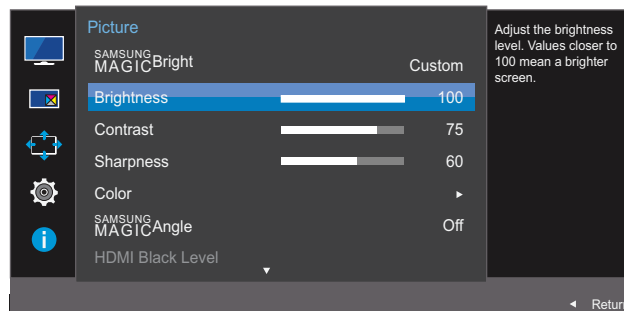 Picture
SAMSUNG
MAGICBright Custom
Brightness 100
Contrast 75
Sharpness 60
Color ►
SAMSUNG
MAGICAngle Off
HDMI Black Level
▼
Adjust the brightness
level. Values closer to
100 mean a brighter
screen.
◄ Return